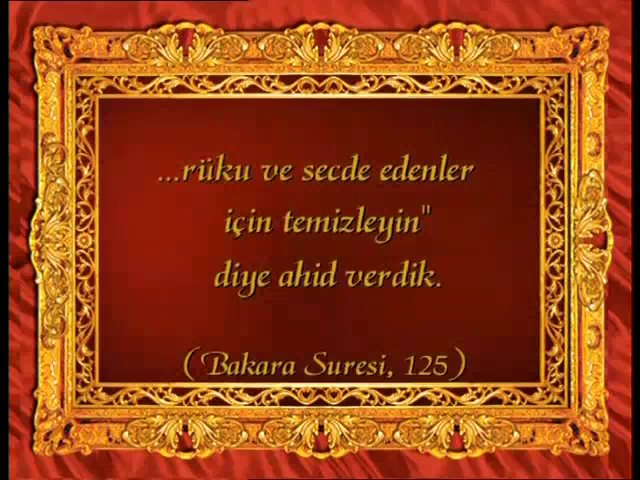 ...rüku ve secde edenler
için temizleyin"
diye ahid verdik.
(Bakara Suresi, 125)